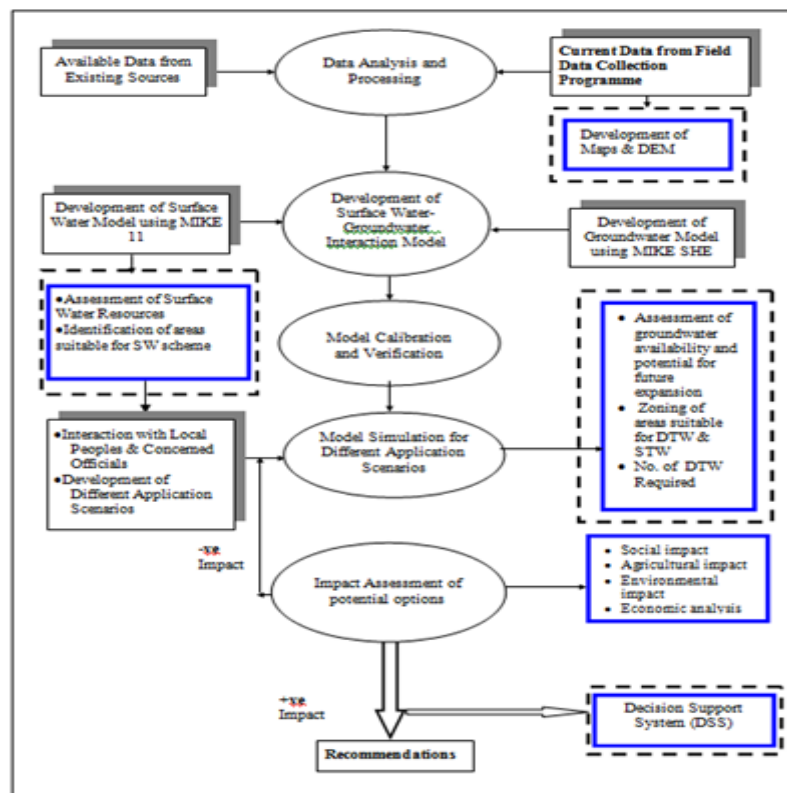 Available Data from
Existing Sources
Data Analysis and
Processing
Current Data from Field
Data Collection
Programme
Development of
Maps & DEM
Development of Surface
Water Model using MIKE
11
Development of
Surface Water-
Groundwater
Interaction Model
Development of
Groundwater Model
using MIKE SHE
●Assessment of Surface
Water Resources
●Identification of areas
suitable for SW scheme
Model Calibration
and Verification
• Assessment of
groundwater
availability and
potential for
future
expansion
• Zoning of
areas suitable
for DTW &
STW
• No. of DTW
Required
●Interaction with Local
Peoples & Concerned
Officials
●Development of
Different Application
Scenarios
Model Simulation for
Different Application
Scenarios
-ve
Impact
Impact Assessment of
potential options
• Social impact
• Agricultural impact
• Environmental
impact
• Economic analysis
+ve
Impact
Decision Support
System (DSS)
Recommendations